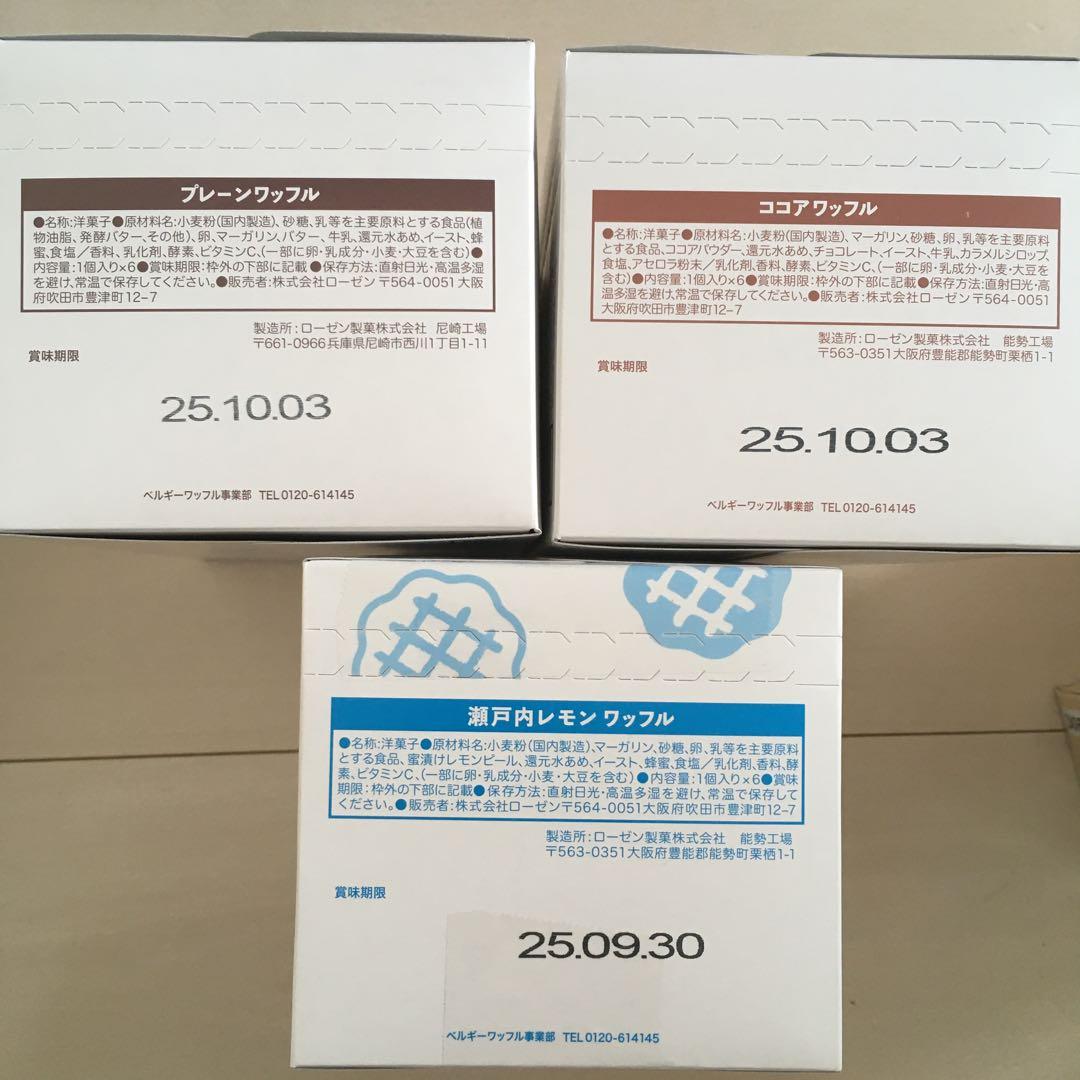 プレーンワッフル
●名称:洋菓子●原材料名:小麦粉(国内製造)、砂糖、乳等を主要原料とする食品(植
物油脂、発酵バター、その他)、卵、マーガリン、バター、牛乳、還元水あめ、イースト、蜂
蜜、食塩/香料、乳化剤、酵素、ビタミンC、(一部に卵・乳成分・小麦・大豆を含む)●
内容量:1個入り×6●賞味期限:枠外の下部に記載●保存方法:直射日光・高温多湿
を避け、常温で保存してください。●販売者:株式会社ローゼン〒564-0051大阪
府吹田市豊津町12-7
製造所:ローゼン製菓株式会社 尼崎工場
〒661-0966兵庫県尼崎市西川1丁目1-11
賞味期限
25.10.03
ベルギーワッフル事業部 TEL0120-614145
ココアワッフル
●名称:洋菓子●原材料名:小麦粉(国内製造)、マーガリン、砂糖、卵、乳等を主要原料
とする食品、ココアパウダー、還元水あめ、チョコレート、イースト、牛乳、カラメルシロップ、
食塩、アセロラ粉末/乳化剤、香料、酵素、ビタミンC、(一部に卵・乳成分・小麦・大豆を
含む)●内容量:1個入り×6●賞味期限:枠外の下部に記載●保存方法:直射日光・高
温多湿を避け、常温で保存してください。●販売者:株式会社ローゼン〒564-0051
大阪府吹田市豊津町12-7
製造所:ローゼン製菓株式会社 能勢工場
〒563-0351大阪府豊能郡能勢町栗栖1-1
賞味期限
25.10.03
ベルギーワッフル事業部 TEL0120-614145
瀬戸内レモンワッフル
●名称:洋菓子●原材料名:小麦粉(国内製造)、マーガリン、砂糖、卵、乳等を主要原料
とする食品、蜜漬けレモンピール、還元水あめ、イースト、蜂蜜、食塩/乳化剤、香料、酵
素、ビタミンC、(一部に卵・乳成分・小麦・大豆を含む)●内容量:1個入り×6●賞味
期限:枠外の下部に記載●保存方法:直射日光・高温多湿を避け、常温で保存して
ください。●販売者:株式会社ローゼン〒564-0051大阪府吹田市豊津町12-7
製造所:ローゼン製菓株式会社 能勢工場
〒563-0351大阪府豊能郡能勢町栗栖1-1
賞味期限
25.09.30
ベルギーワッフル事業部 TEL0120-614145